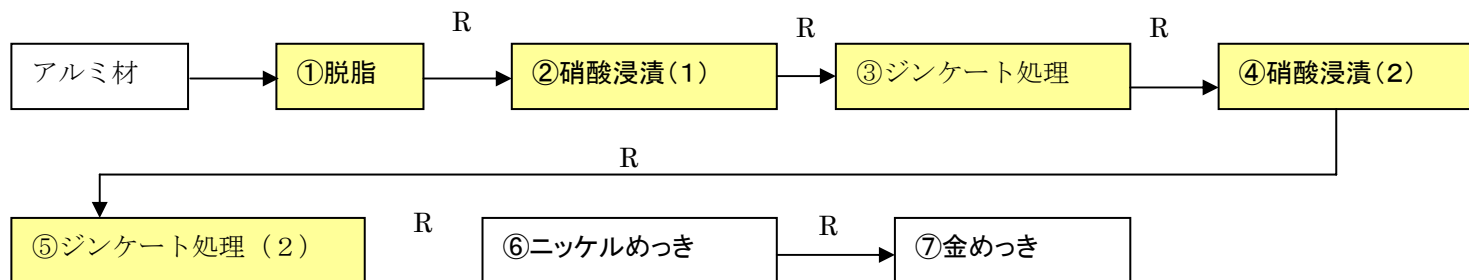 R R R
アルミ材 ①脱脂 ②硝酸浸漬(1) ③ジンケート処理 ④硝酸浸漬(2)
R
⑤ジンケート処理(2) R ⑥ニッケルめっき R ⑦金めっき